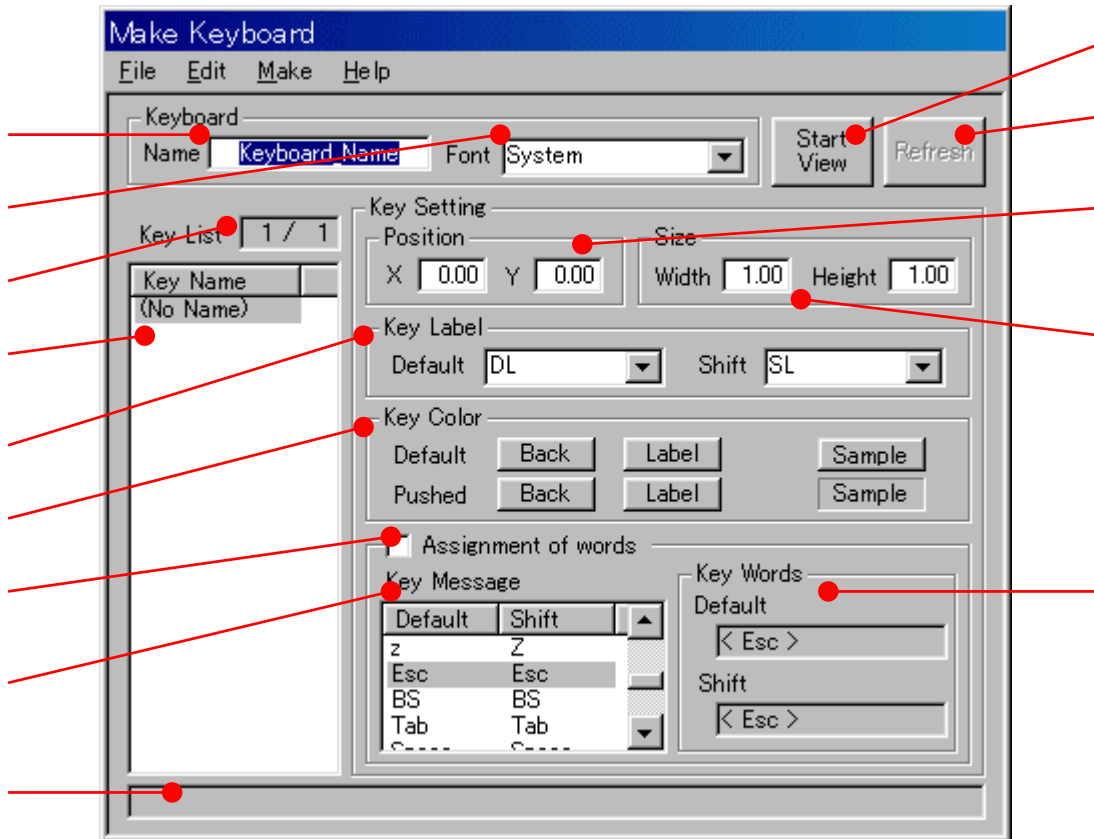 Make Keyboard
File Edit Make Help
Keyboard
Name Keyboard_Name Font System
Start View
Refresh
Key List 1 / 1
Key Name
(No Name)
Key Setting
Position
X 0.00 Y 0.00
Size
Width 1.00 Height 1.00
Key Label
Default DL Shift SL
Key Color
Default Back Label Sample
Pushed Back Label Sample
Assignment of words
Key Message
Default Shift
z Z
Esc Esc
BS BS
Tab Tab
Key Words
Default
< Esc >
Shift
< Esc >